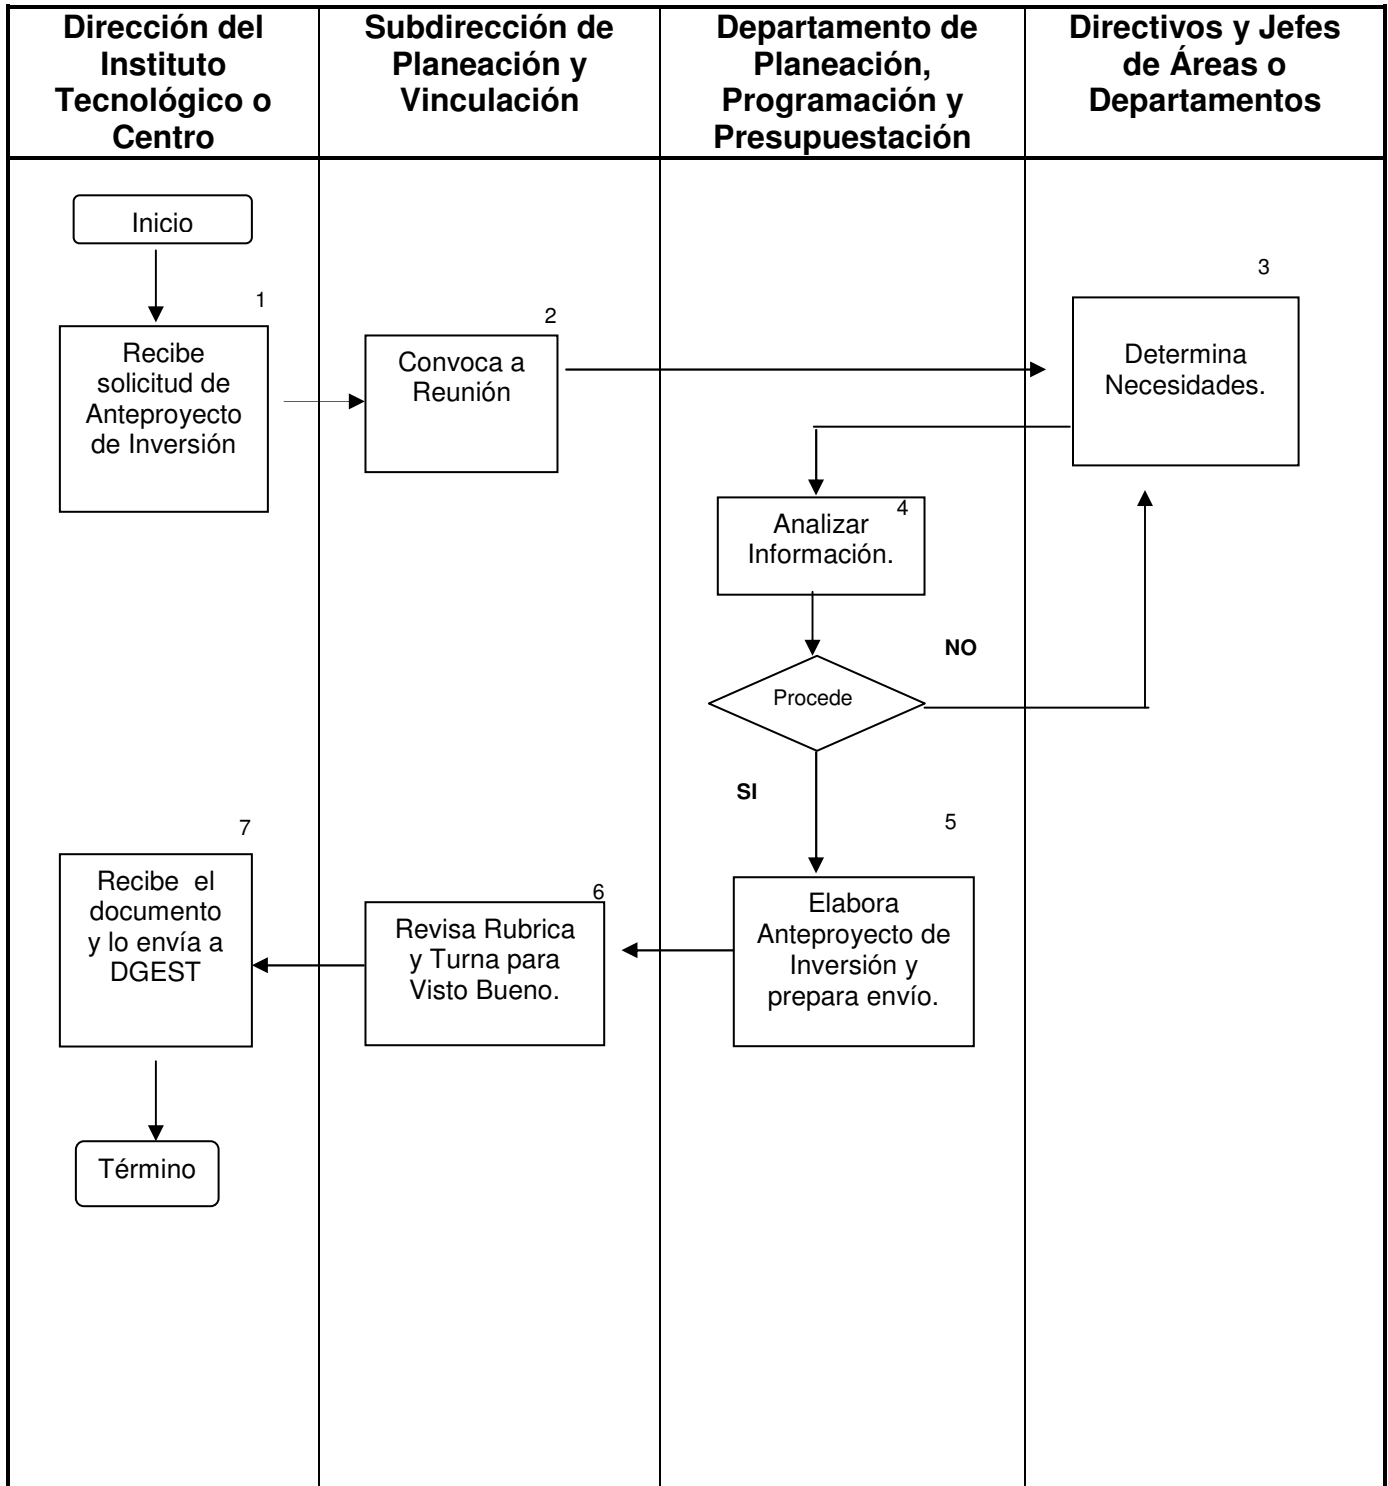 Dirección del
Instituto
Tecnológico o
Centro
Subdirección de
Planeación y
Vinculación
Departamento de
Planeación,
Programación y
Presupuestación
Directivos y Jefes
de Áreas o
Departamentos
Inicio
1
Recibe
solicitud de
Anteproyecto
de Inversión
2
Convoca a
Reunión
3
Determina
Necesidades.
4
Analizar
Información.
Procede
NO
SI
5
Elabora
Anteproyecto de
Inversión y
prepara envío.
6
Revisa Rubrica
y Turna para
Visto Bueno.
7
Recibe el
documento
y lo envía a
DGEST
Término